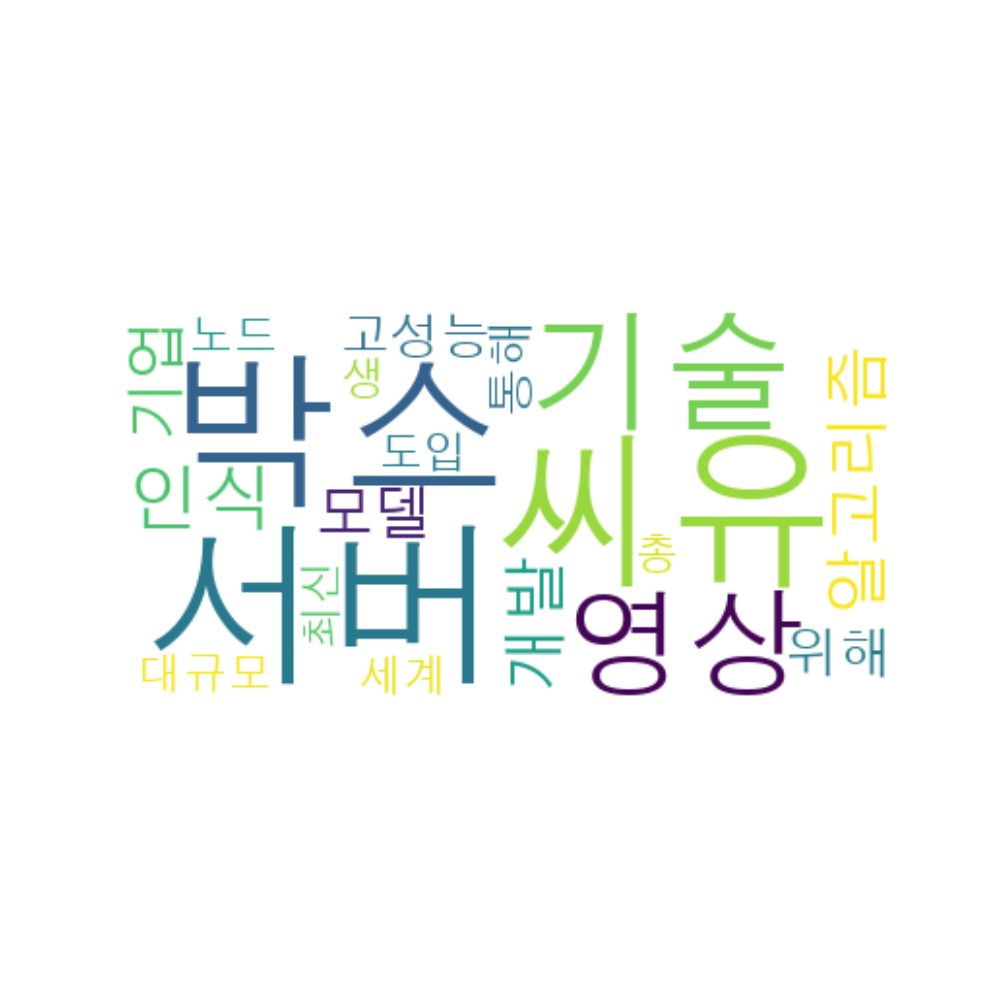 노드
고성능
통해
기술
기업
박스
생
도입
알고리즘
인식
모델
씨유
서버
최신
총
개발
영상
위해
대규모
세계